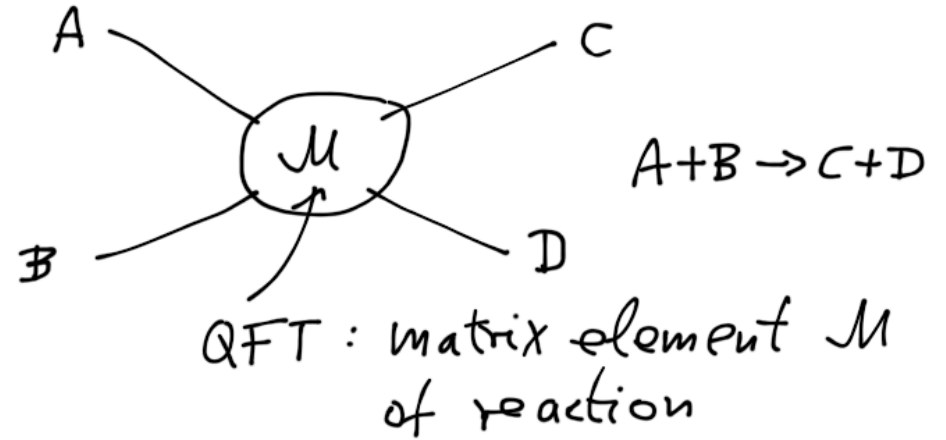 A
C
M
A+B→C+D
B
D
QFT: matrix element M
of reaction